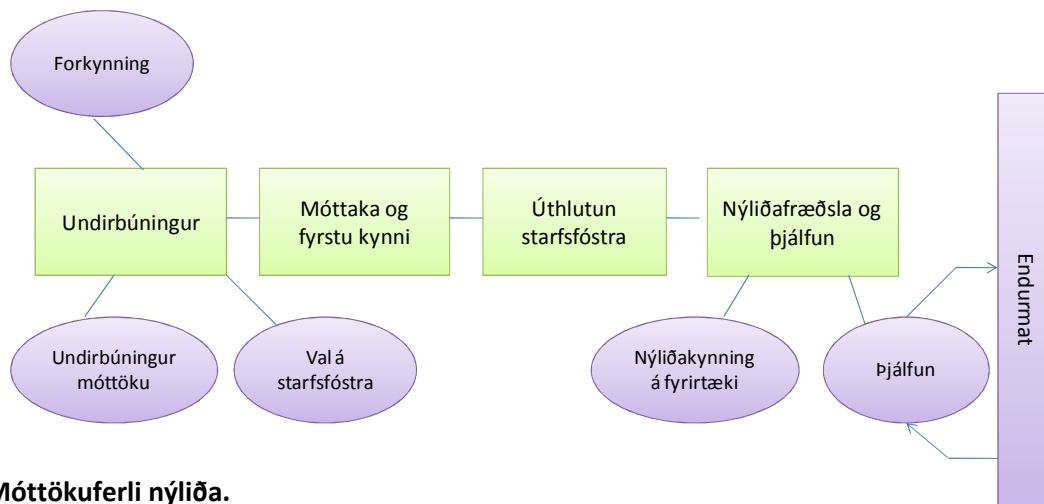 Forkynning
Undirbúningur
Móttaka og
fyrstu kynni
Úthlutun
starfsfóstra
Nýliðafræðsla og
þjálfun
Endurmat
Undirbúningur
móttöku
Val á
starfsfóstra
Nýliðakynning
á fyrirtæki
Þjálfun
Móttökuferli nýliða.